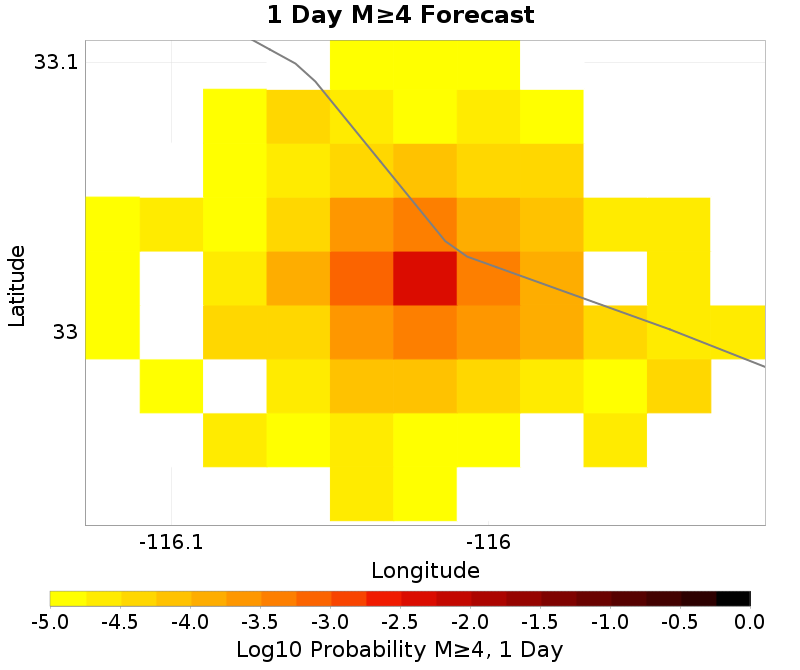 1 Day M≥4 Forecast
33.1
33
Latitude
-116.1 -116
Longitude
-5.0 -4.5 -4.0 -3.5 -3.0 -2.5 -2.0 -1.5 -1.0 -0.5 0.0
Log10 Probability M≥4, 1 Day